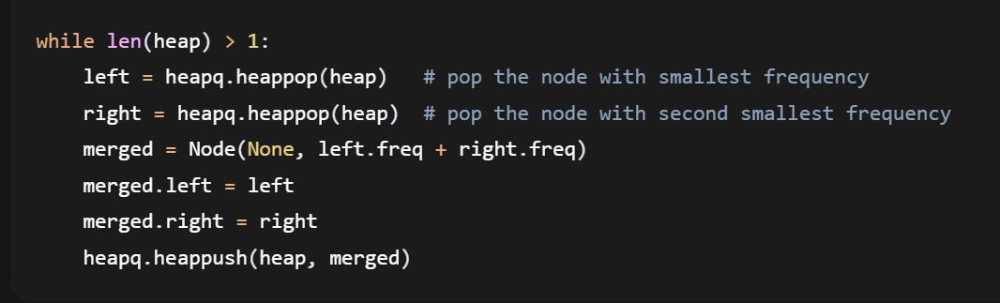 while len(heap) > 1:
    left = heapq.heappop(heap)   # pop the node with smallest frequency
    right = heapq.heappop(heap)  # pop the node with second smallest frequency
    merged = Node(None, left.freq + right.freq)
    merged.left = left
    merged.right = right
    heapq.heappush(heap, merged)